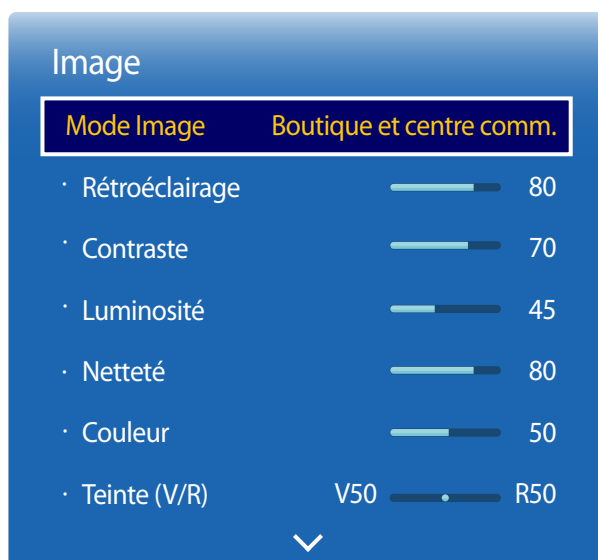 Image
Mode Image Boutique et centre comm.
· Rétroéclairage 80
· Contraste 70
· Luminosité 45
· Netteté 80
· Couleur 50
· Teinte (V/R) V50 R50